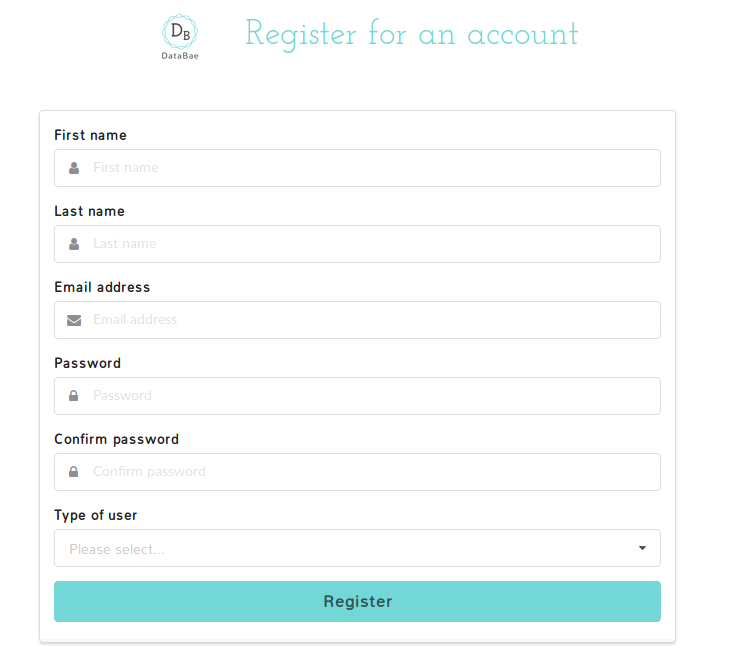 DB
DataBae
Register for an account
First name
First name
Last name
Last name
Email address
Email address
Password
Password
Confirm password
Confirm password
Type of user
Please select...
Register